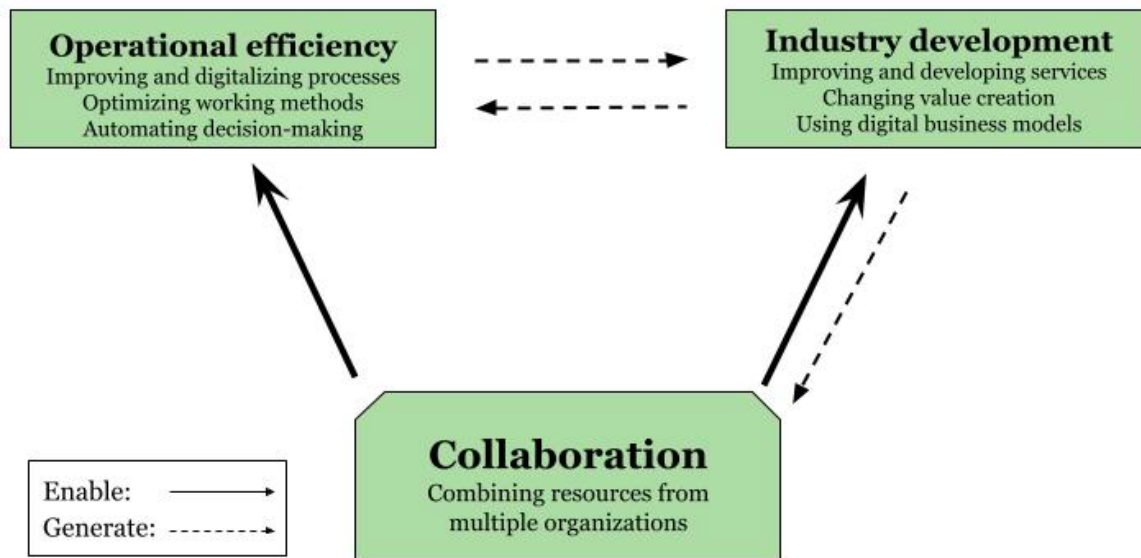 Operational efficiency
Improving and digitalizing processes
Optimizing working methods
Automating decision-making
Industry development
Improving and developing services
Changing value creation
Using digital business models
Collaboration
Combining resources from
multiple organizations
Enable:
Generate: